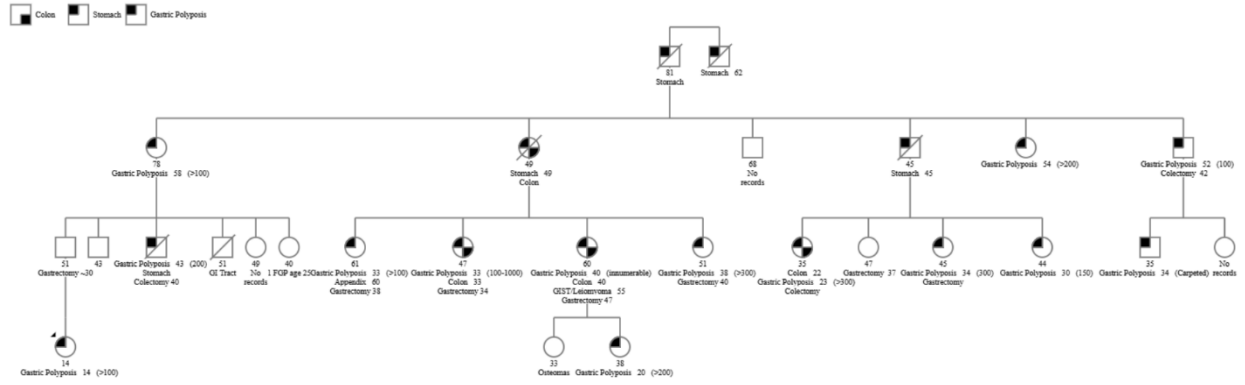 Colon Stomach Gastric Polyposis
81
Stomach
Stomach 62
78
Gastric Polyposis 58 (>100)
49
Stomach 49
Colon
68
No
records
45
Stomach 45
Gastric Polyposis 54 (>200)
Gastric Polyposis 52 (100)
Colectomy 42
51
Gastrectomy ~30
43
Gastric Polyposis 43 (200)
Stomach
Colectomy 40
51
GI Tract
49
No
records
40
1 FGP age 25
61
Gastric Polyposis 33 (>100)
Appendix 60
Gastrectomy 38
47
Gastric Polyposis 33 (100-1000)
Colon 33
Gastrectomy 34
60
Gastric Polyposis 40 (innumerable)
Colon 40
GIST/Leiomvoma 55
Gastrectomy 47
51
Gastric Polyposis 38 (>300)
Gastrectomy 40
35
Colon 22
Gastric Polyposis 23 (>300)
Colectomy
47
Gastrectomy 37
45
Gastric Polyposis 34 (300)
Gastrectomy
44
Gastric Polyposis 30 (150)
35
Gastric Polyposis 34 (Carpeted)
No
records
14
Gastric Polyposis 14 (>100)
33
Osteomas
38
Gastric Polyposis 20 (>200)